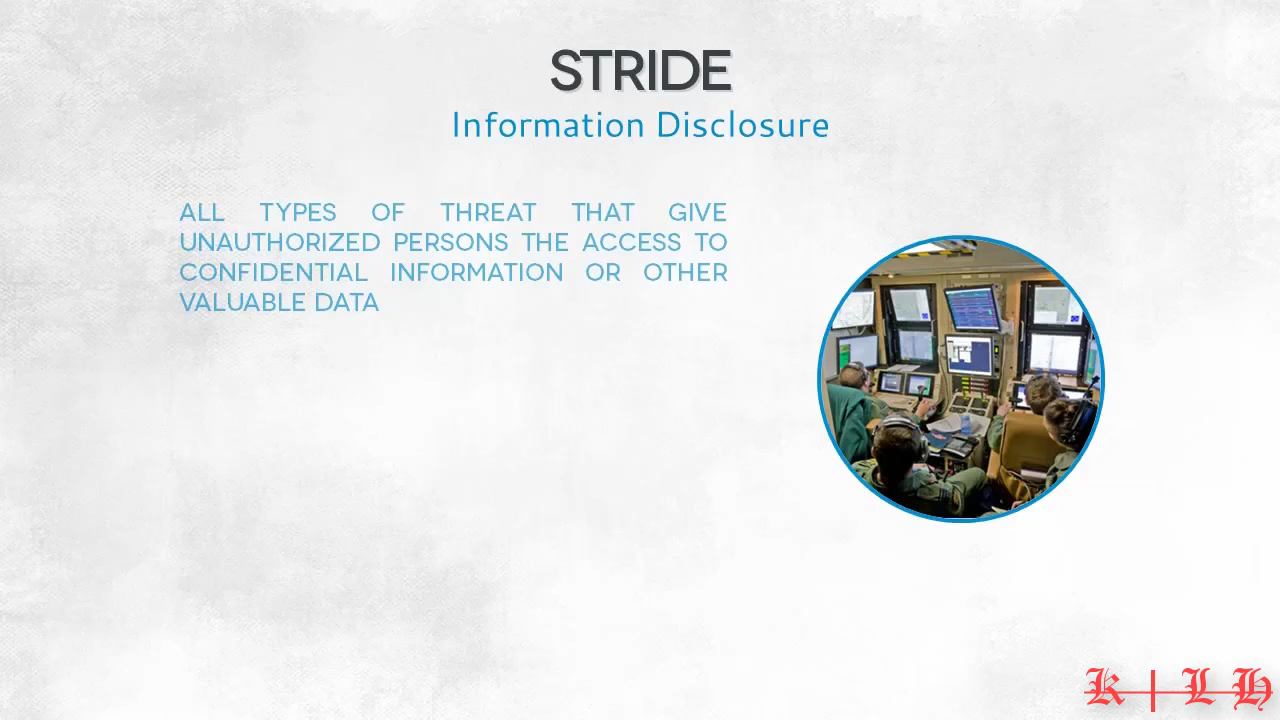 STRIDE
Information Disclosure
ALL TYPES OF THREAT THAT GIVE
UNAUTHORIZED PERSONS THE ACCESS TO
CONFIDENTIAL INFORMATION OR OTHER
VALUABLE DATA
K | L H